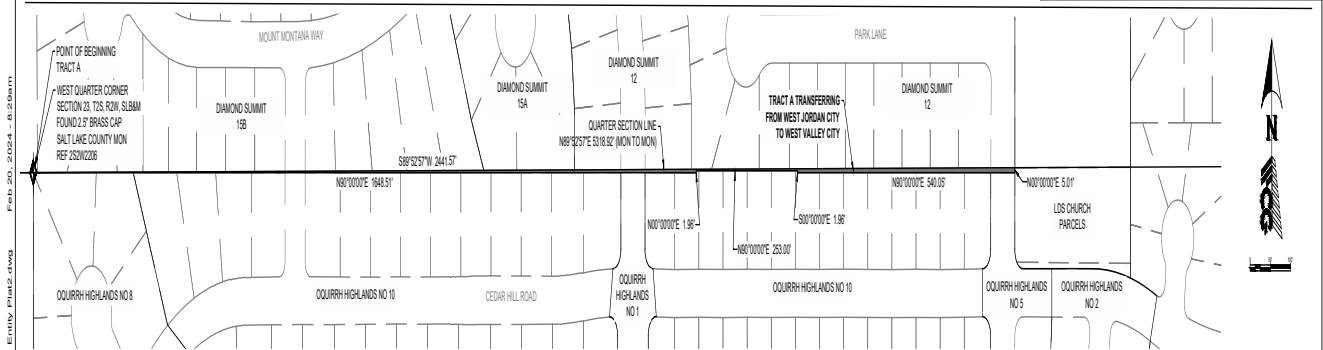 Feb 20, 2024 - 8:29am
Entity Plat2.dwg
POINT OF BEGINNING
TRACT A
WEST QUARTER CORNER
SECTION 23, T2S, R2W, SLB&M
FOUND 2.5" BRASS CAP
SALT LAKE COUNTY MON
REF 2S2W2206
MOUNT MONTANA WAY
DIAMOND SUMMIT
15B
DIAMOND SUMMIT
15A
DIAMOND SUMMIT
12
PARK LANE
DIAMOND SUMMIT
12
TRACT A TRANSFERRING
FROM WEST JORDAN CITY
TO WEST VALLEY CITY
QUARTER SECTION LINE
N89°52'57"E 5318.92' (MON TO MON)
S89°52'57"W 2441.57'
N90°00'00"E 1648.51'
N90°00'00"E 540.05'
N00°00'00"E 5.01'
N00°00'00"E 1.96'
S00°00'00"E 1.96'
N90°00'00"E 253.00'
LDS CHURCH
PARCELS
OQUIRRH HIGHLANDS NO 8
OQUIRRH HIGHLANDS NO 10
CEDAR HILL ROAD
OQUIRRH
HIGHLANDS
NO 1
OQUIRRH HIGHLANDS NO 10
OQUIRRH HIGHLANDS
NO 5
OQUIRRH HIGHLANDS
NO 2
N